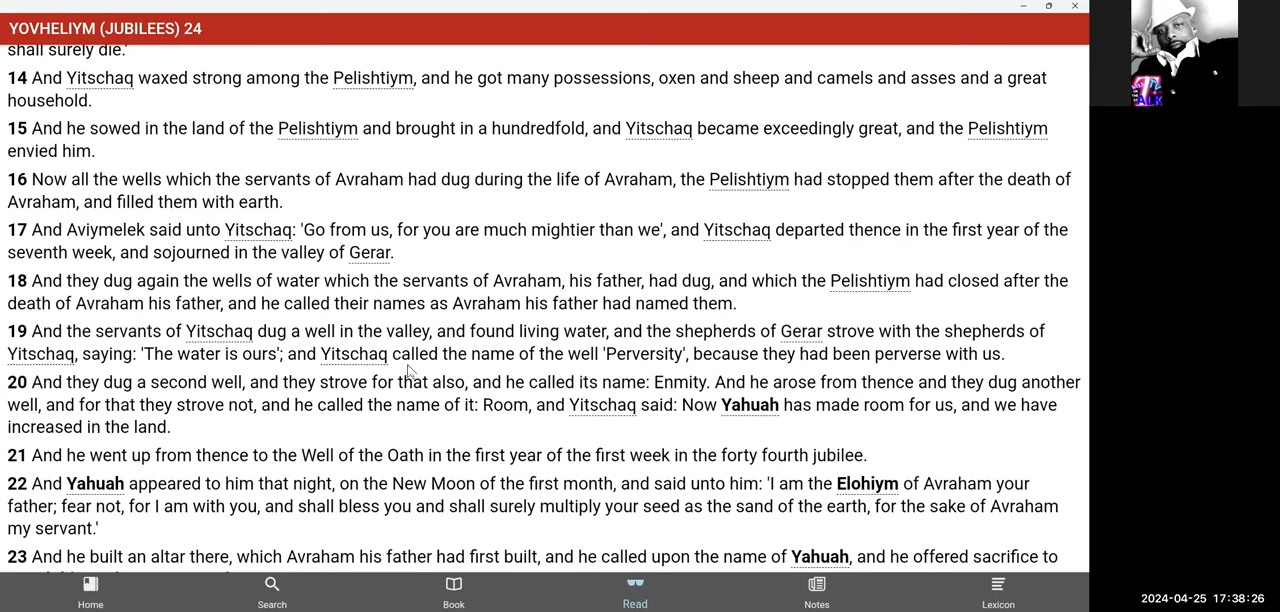 YOVHELIYM (JUBILEES) 24
shall surely die.'
14 And Yitschaq waxed strong among the Pelishtiym, and he got many possessions, oxen and sheep and camels and asses and a great
household.
15 And he sowed in the land of the Pelishtiym and brought in a hundredfold, and Yitschaq became exceedingly great, and the Pelishtiym
envied him.
16 Now all the wells which the servants of Avraham had dug during the life of Avraham, the Pelishtiym had stopped them after the death of
Avraham, and filled them with earth.
17 And Aviymelek said unto Yitschaq: 'Go from us, for you are much mightier than we', and Yitschaq departed thence in the first year of the
seventh week, and sojourned in the valley of Gerar.
18 And they dug again the wells of water which the servants of Avraham, his father, had dug, and which the Pelishtiym had closed after the
death of Avraham his father, and he called their names as Avraham his father had named them.
19 And the servants of Yitschaq dug a well in the valley, and found living water, and the shepherds of Gerar strove with the shepherds of
Yitschaq, saying: 'The water is ours'; and Yitschaq called the name of the well 'Perversity', because they had been perverse with us.
20 And they dug a second well, and they strove for that also, and he called its name: Enmity. And he arose from thence and they dug another
well, and for that they strove not, and he called the name of it: Room, and Yitschaq said: Now Yahuah has made room for us, and we have
increased in the land.
21 And he went up from thence to the Well of the Oath in the first year of the first week in the forty fourth jubilee.
22 And Yahuah appeared to him that night, on the New Moon of the first month, and said unto him: 'I am the Elohiym of Avraham your
father; fear not, for I am with you, and shall bless you and shall surely multiply your seed as the sand of the earth, for the sake of Avraham
my servant.'
23 And he built an altar there, which Avraham his father had first built, and he called upon the name of Yahuah, and he offered sacrifice to
Home
Search
Book
Read
Notes
Lexicon
TALK
2024-04-25 17:38:26